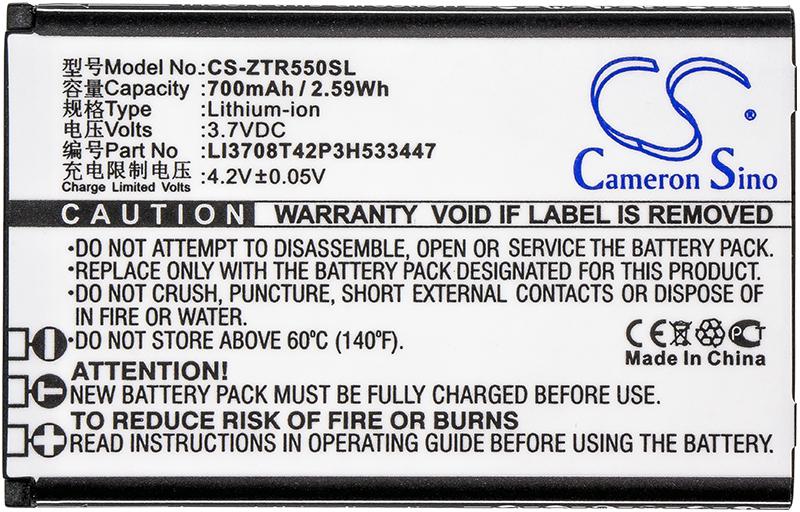 型号Model No.:CS-ZTR550SL
容量Capacity:700mAh / 2.59Wh
规格Type:Lithium-ion
电压Volts:3.7VDC
编号Part No:LI3708T42P3H533447
充电限制电压:4.2V±0.05V
Charge Limited Volts
CS
Cameron Sino
CAUTION WARRANTY VOID IF LABEL IS REMOVED
•DO NOT ATTEMPT TO DISASSEMBLE, OPEN OR SERVICE THE BATTERY PACK.
•REPLACE WITH THE BATTERY PACK DESIGNATED FOR THIS PRODUCT.
•DO NOT CRUSH, PUNCTURE, SHORT EXTERNAL CONTACTS OR DISPOSE OF
IN FIRE OR WATER.
•DO NOT STORE ABOVE 60ºC (140ºF).
CE PCT
Made In China
ATTENTION!
NEW BATTERY PACK MUST BE FULLY CHARGED BEFORE USE.
TO REDUCE RISK OF FIRE OR BURNS
READ INSTRUCTIONS IN OPERATING GUIDE BEFORE USING THE BATTERY.